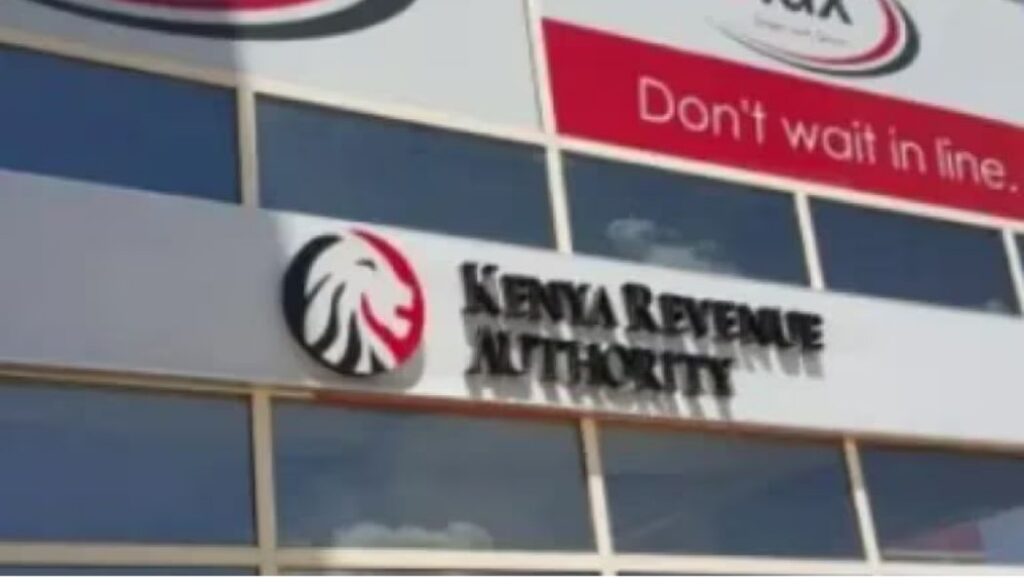 Don't wait in line.
KENYA REVENUE
AUTHORITY